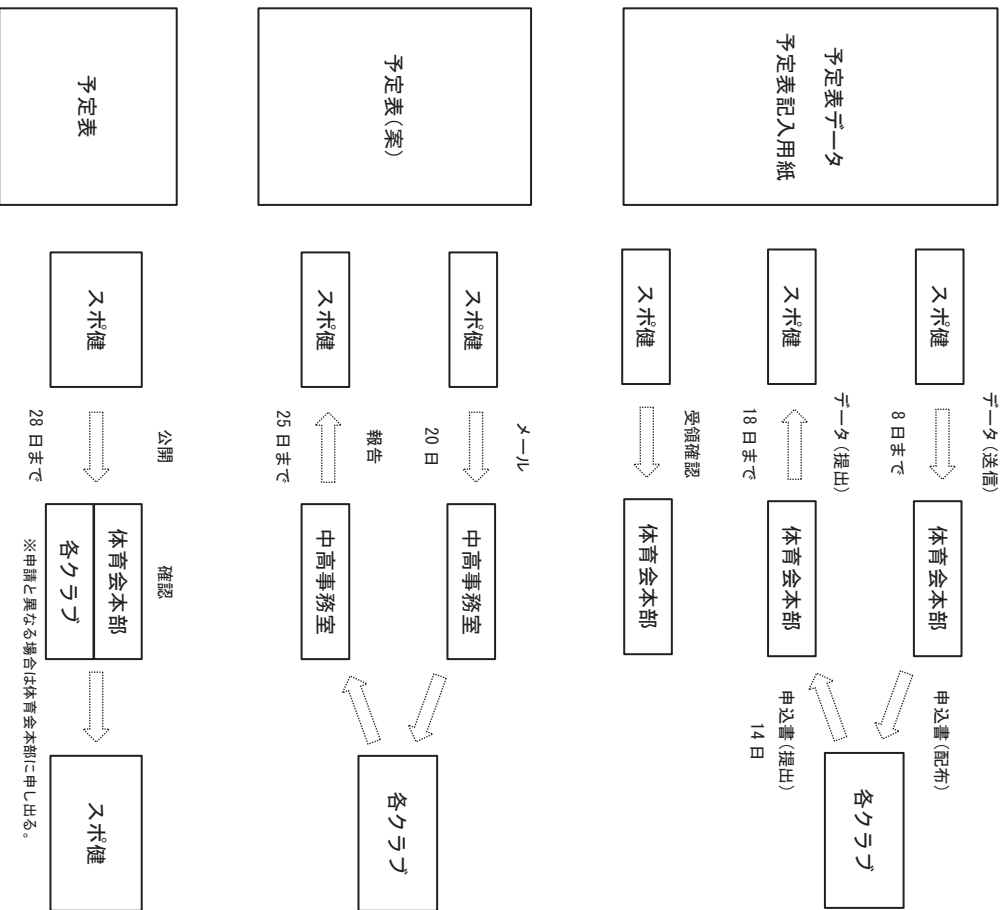 予定表データ
予定表記入用紙
データ(送信)
スポ健
8日まで
体育会本部
申込書(配布)
各クラブ
データ(提出)
スポ健
18日まで
体育会本部
申込書(提出)
14日
受領確認
スポ健
体育会本部
予定表(案)
メール
スポ健
20日
中高事務室
各クラブ
報告
スポ健
25日まで
中高事務室
予定表
公開
スポ健
28日まで
確認
体育会本部
各クラブ
スポ健
※申請と異なる場合は体育会本部に申し出る。